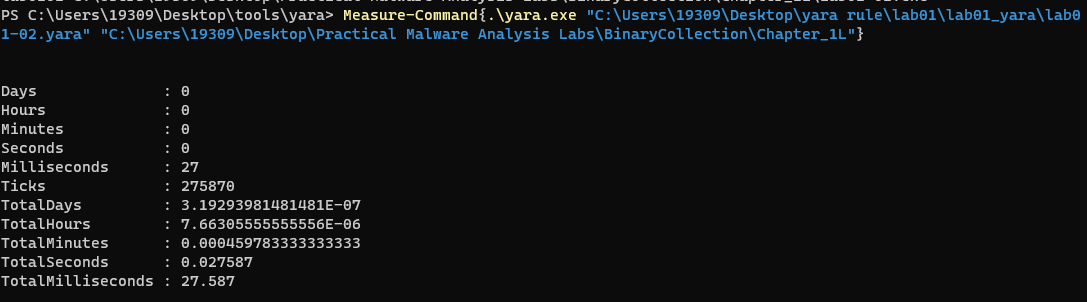 PS C:\Users\19309\Desktop\tools\yara> Measure-Command{.\yara.exe "C:\Users\19309\Desktop\yara rule\lab01\lab01_yara\lab0
1-02.yara" "C:\Users\19309\Desktop\Practical Malware Analysis Labs\BinaryCollection\Chapter_1L"}
Days              : 0
Hours             : 0
Minutes           : 0
Seconds           : 0
Milliseconds      : 27
Ticks             : 275870
TotalDays         : 3.19293981481481E-07
TotalHours        : 7.66305555555556E-06
TotalMinutes      : 0.000459783333333333
TotalSeconds      : 0.027587
TotalMilliseconds : 27.587